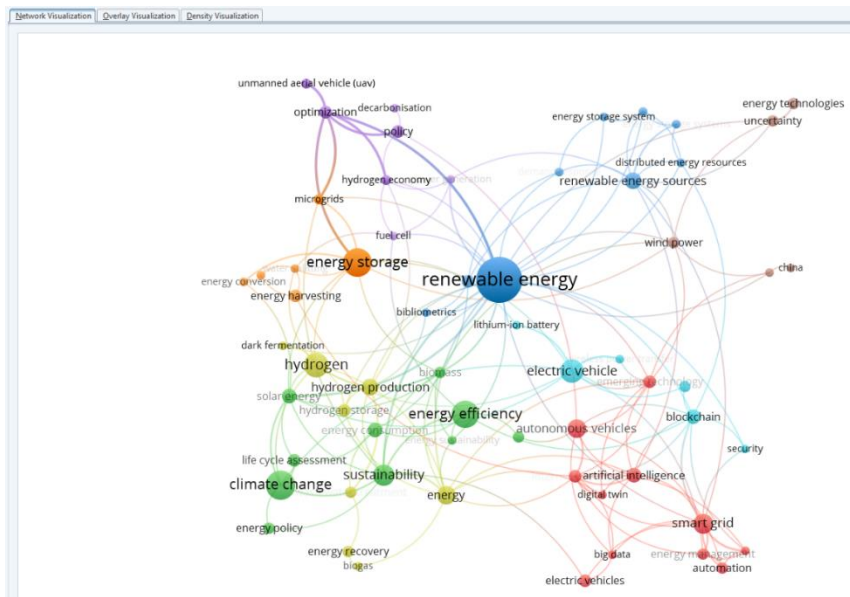 Network Visualization
Overlay Visualization
Density Visualization
unmanned aerial vehicle (uav)
optimization
decarbonisation
policy
energy storage system
energy technologies
uncertainty
distributed energy resources
hydrogen economy
renewable energy sources
microgrids
fuel cell
wind power
energy storage
renewable energy
china
energy conversion
energy harvesting
bibliometrics
lithium-ion battery
dark fermentation
hydrogen
biomass
electric vehicle
emerging technology
hydrogen production
solar energy
hydrogen storage
energy efficiency
blockchain
energy consumption
autonomous vehicles
energy sustainability
security
life cycle assessment
sustainability
artificial intelligence
climate change
energy
digital twin
energy policy
smart grid
energy recovery
big data
energy management
biogas
automation
electric vehicles